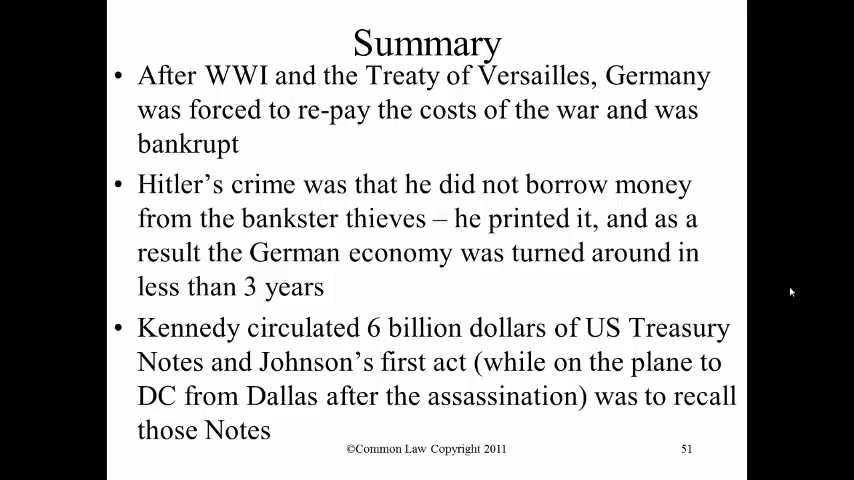 Summary
• After WWI and the Treaty of Versailles, Germany
was forced to re-pay the costs of the war and was
bankrupt
• Hitler’s crime was that he did not borrow money
from the bankster thieves – he printed it, and as a
result the German economy was turned around in
less than 3 years
• Kennedy circulated 6 billion dollars of US Treasury
Notes and Johnson’s first act (while on the plane to
DC from Dallas after the assassination) was to recall
those Notes
©Common Law Copyright 2011
51